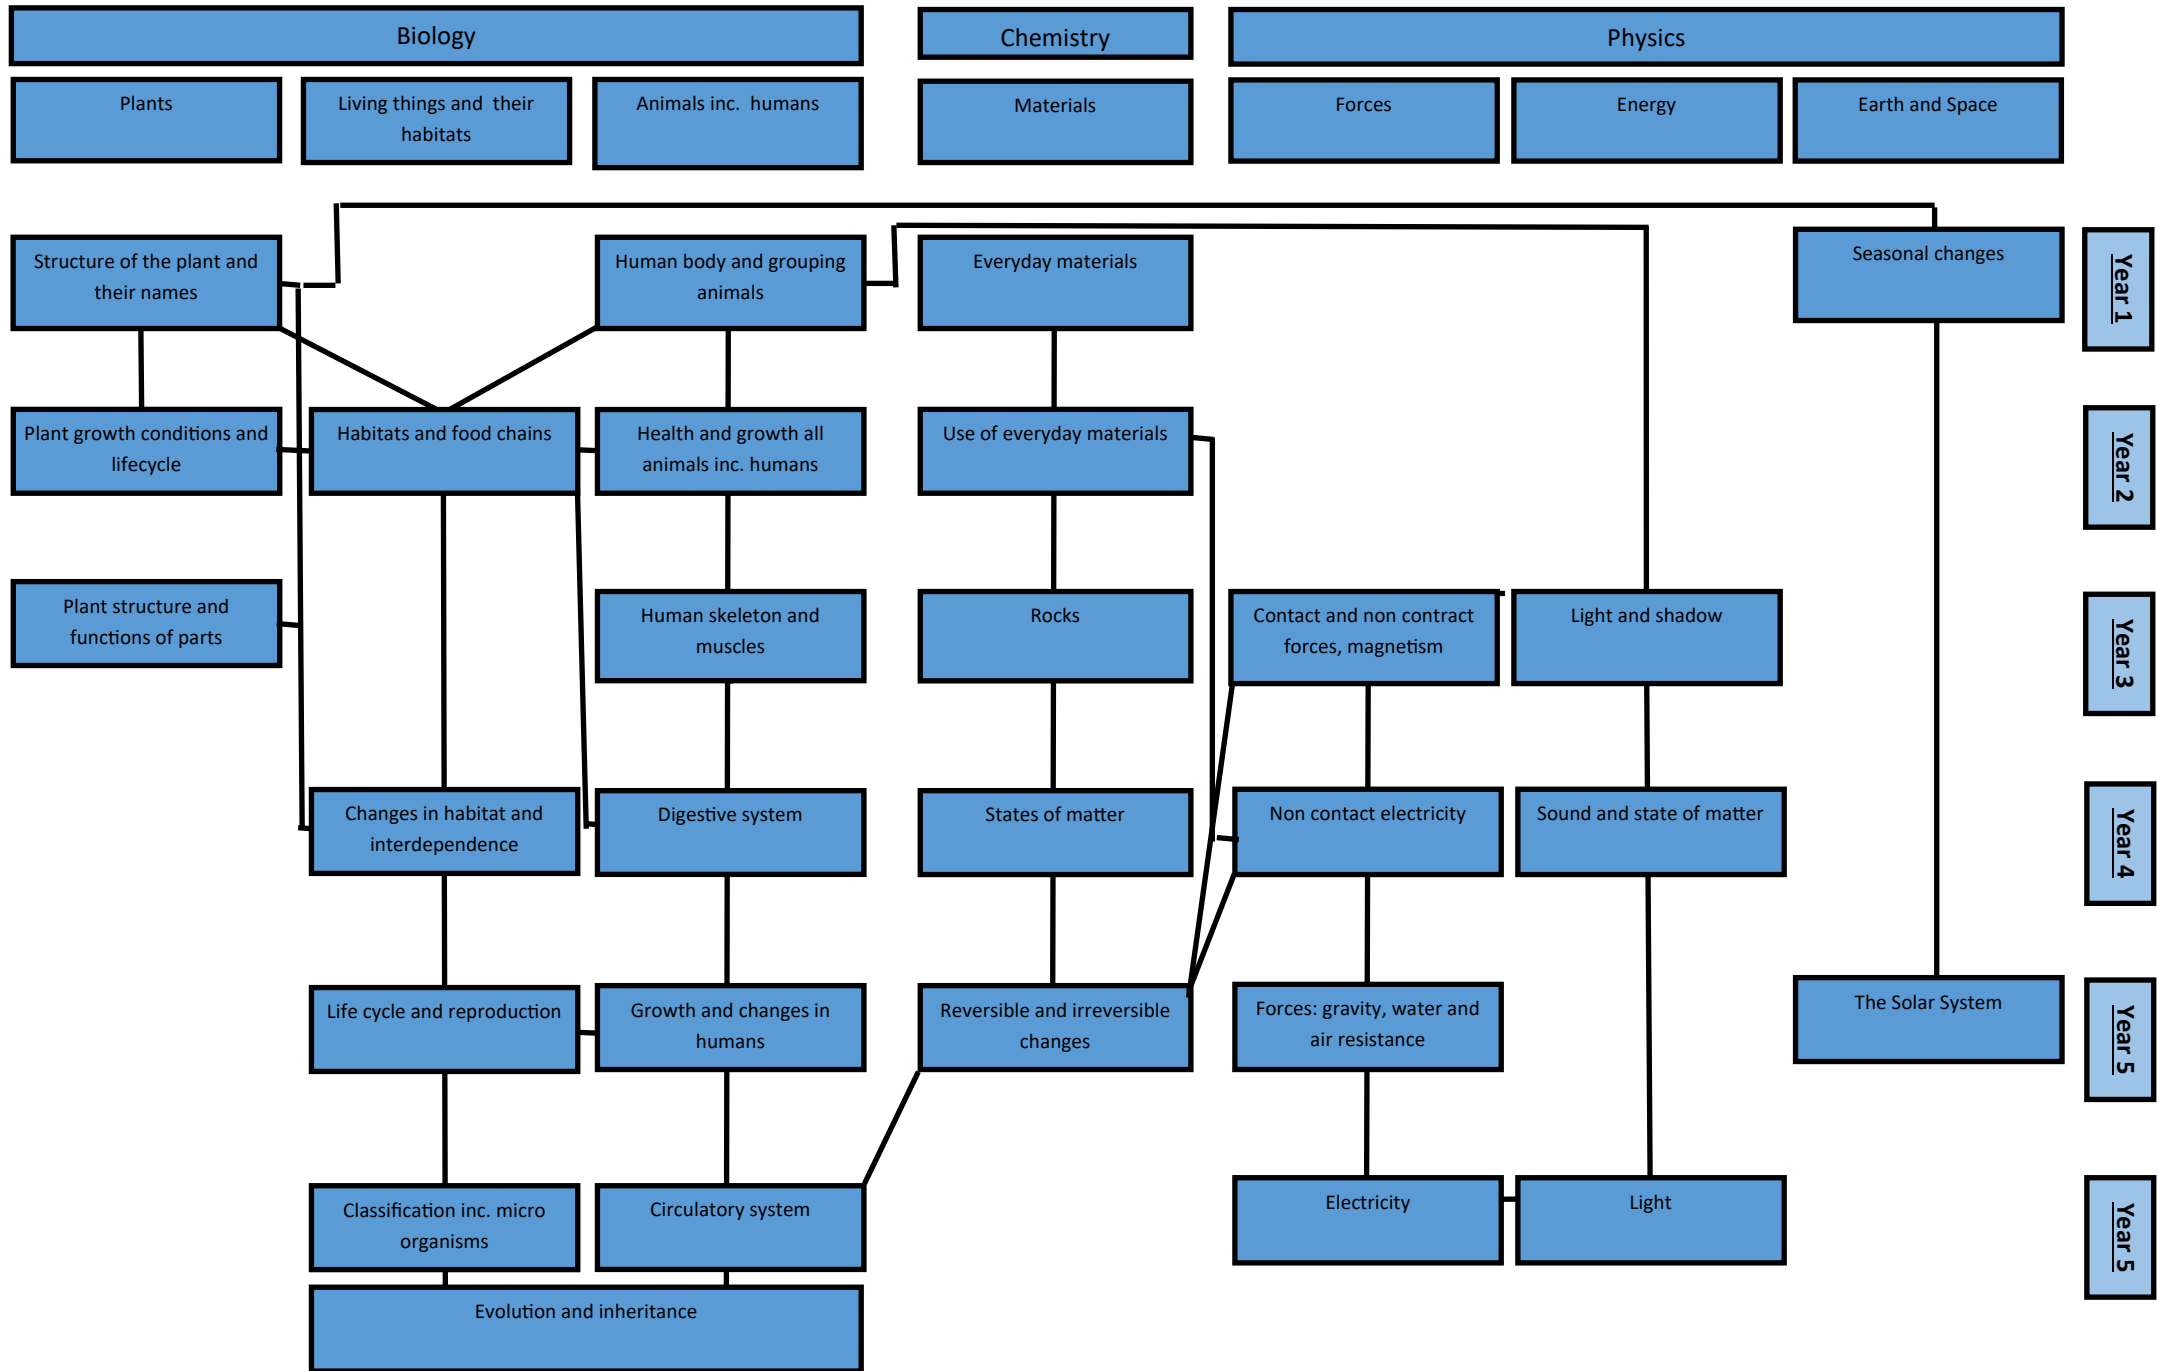 Biology
Chemistry
Physics
Plants
Living things and their
habitats
Animals inc. humans
Materials
Forces
Energy
Earth and Space
Structure of the plant and
their names
Human body and grouping
animals
Everyday materials
Seasonal changes
Year 1
Plant growth conditions and
lifecycle
Habitats and food chains
Health and growth all
animals inc. humans
Use of everyday materials
Year 2
Plant structure and
functions of parts
Human skeleton and
muscles
Rocks
Contact and non contract
forces, magnetism
Light and shadow
Year 3
Changes in habitat and
interdependence
Digestive system
States of matter
Non contact electricity
Sound and state of matter
Year 4
Life cycle and reproduction
Growth and changes in
humans
Reversible and irreversible
changes
Forces: gravity, water and
air resistance
The Solar System
Year 5
Classification inc. micro
organisms
Circulatory system
Electricity
Light
Year 5
Evolution and inheritance